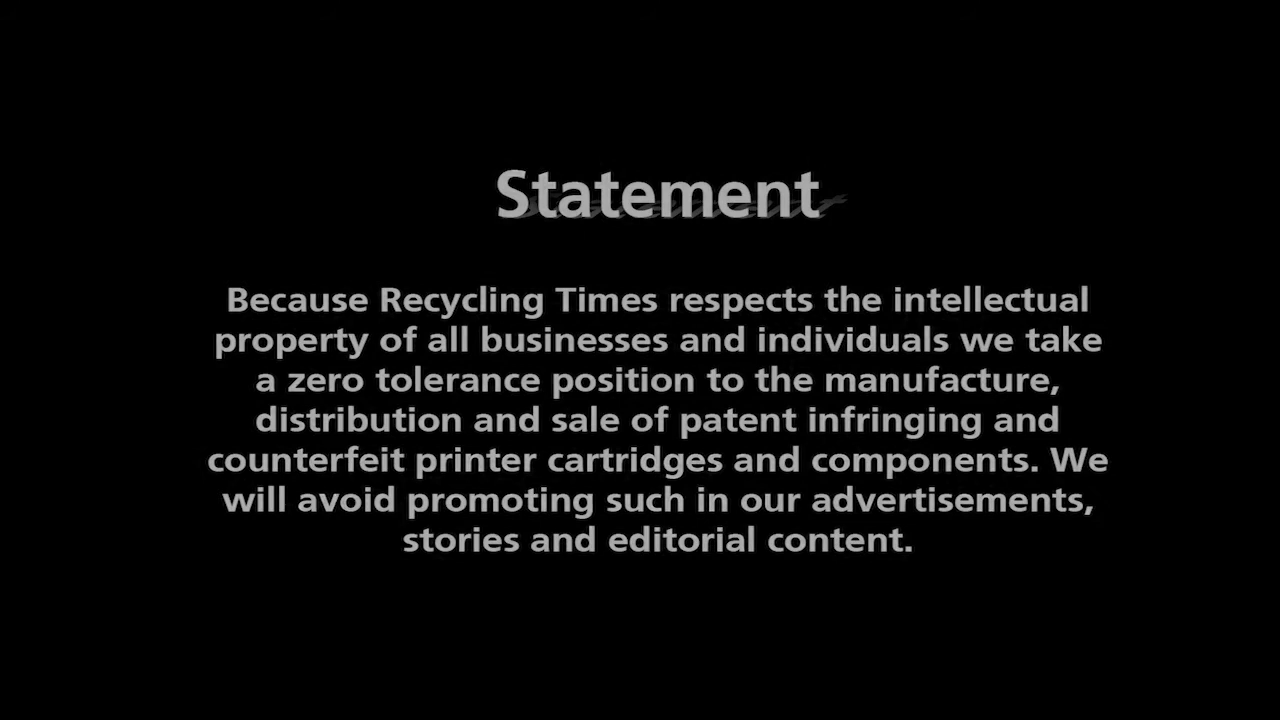 Statement
Because Recycling Times respects the intellectual
property of all businesses and individuals we take
a zero tolerance position to the manufacture,
distribution and sale of patent infringing and
counterfeit printer cartridges and components. We
will avoid promoting such in our advertisements,
stories and editorial content.